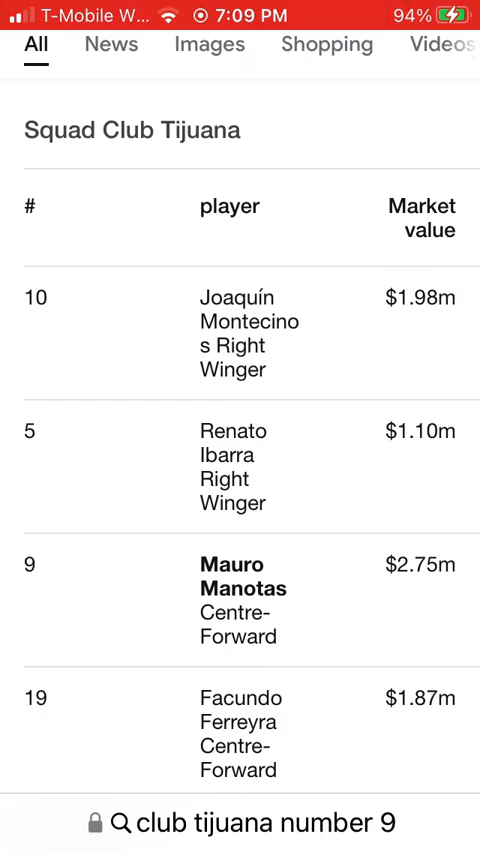 T-Mobile W... 7:09 PM 94%
All News Images Shopping Videos
Squad Club Tijuana
# player Market
value
10 Joaquín $1.98m
Montecino
s Right
Winger
5 Renato $1.10m
Ibarra
Right
Winger
9 Mauro $2.75m
Manotas
Centre-
Forward
19 Facundo $1.87m
Ferreyra
Centre-
Forward
club tijuana number 9